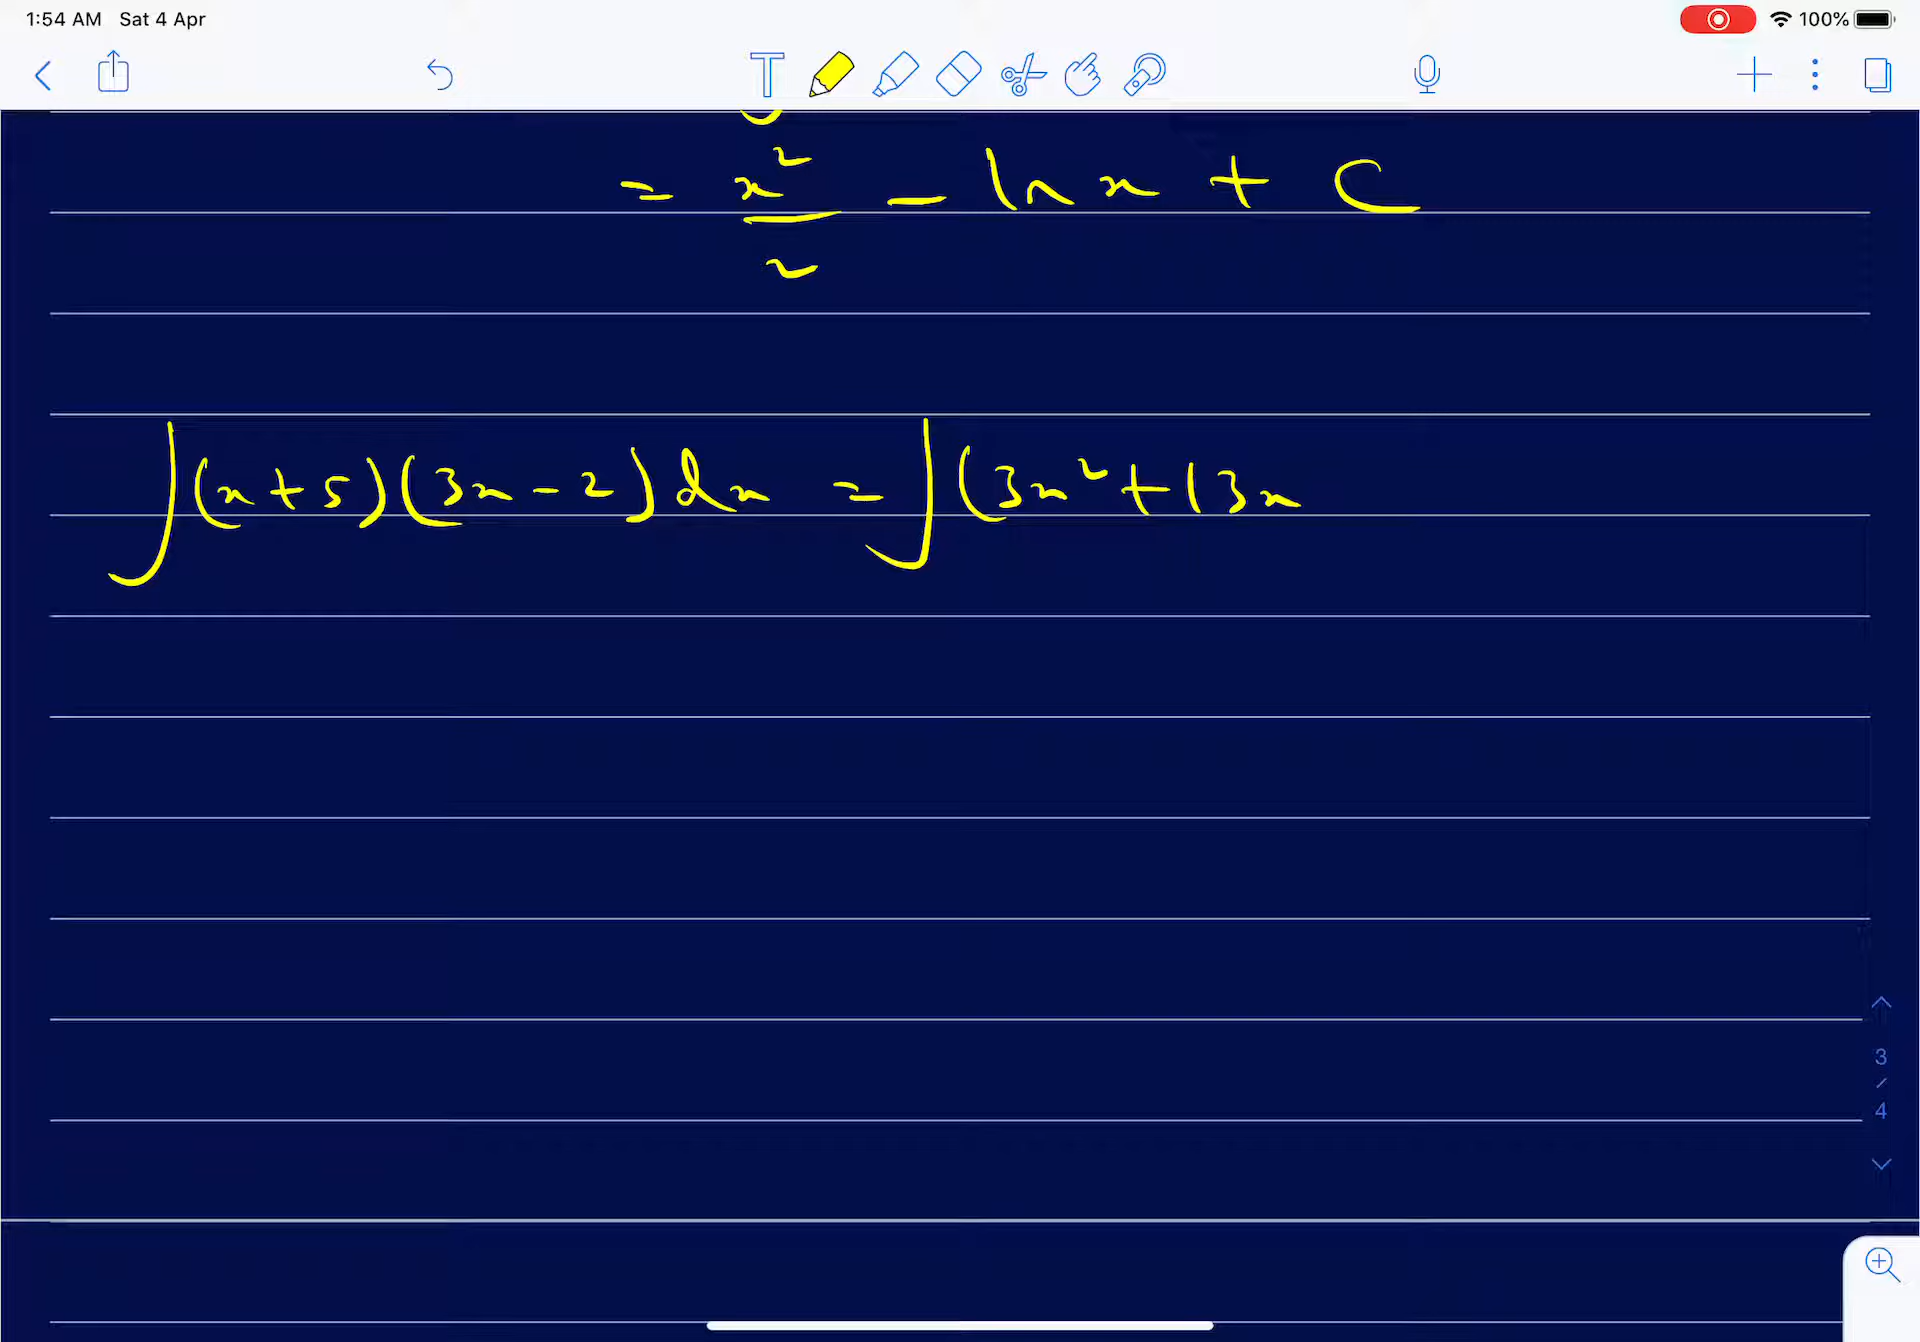 1:54 AM Sat 4 Apr 100%
T
= x²/2 - ln x + C
∫(x+5)(3x-2)dx = ∫(3x²+13x
3
/
4